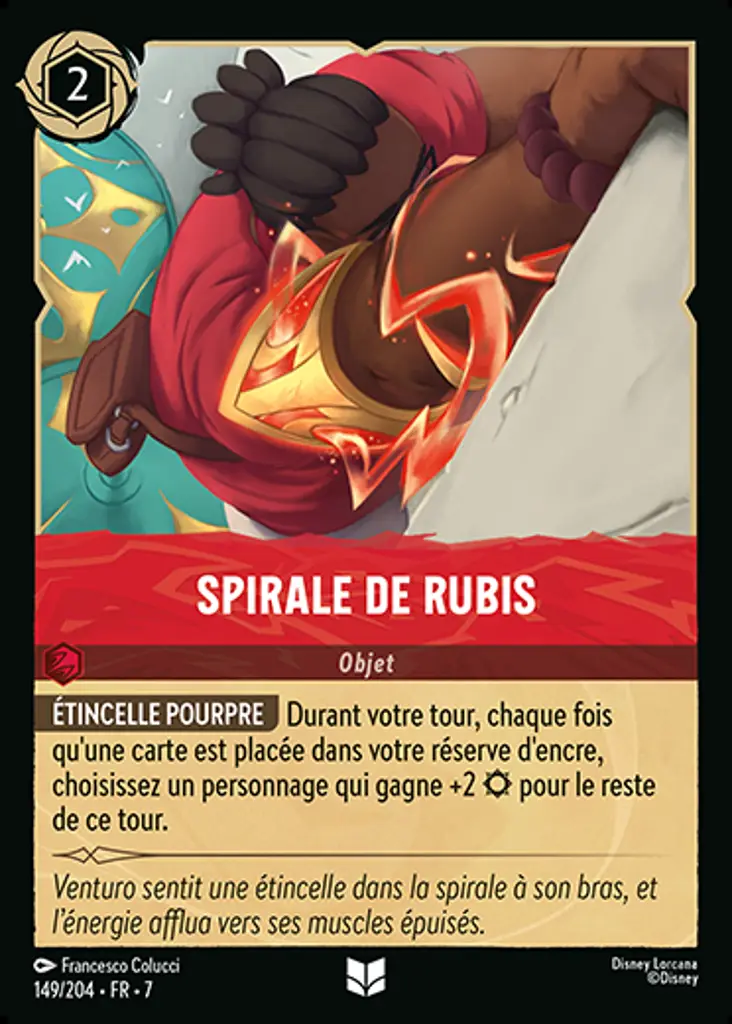 2
SPIRALE DE RUBIS
Objet
ÉTINCELLE POURPRE Durant votre tour, chaque fois
qu'une carte est placée dans votre réserve d'encre,
choisissez un personnage qui gagne +2 pour le reste
de ce tour.
Venturo sentit une étincelle dans la spirale à son bras, et
l'énergie afflua vers ses muscles épuisés.
Francesco Colucci
Disney Lorcana
149/204 • FR • 7
©Disney